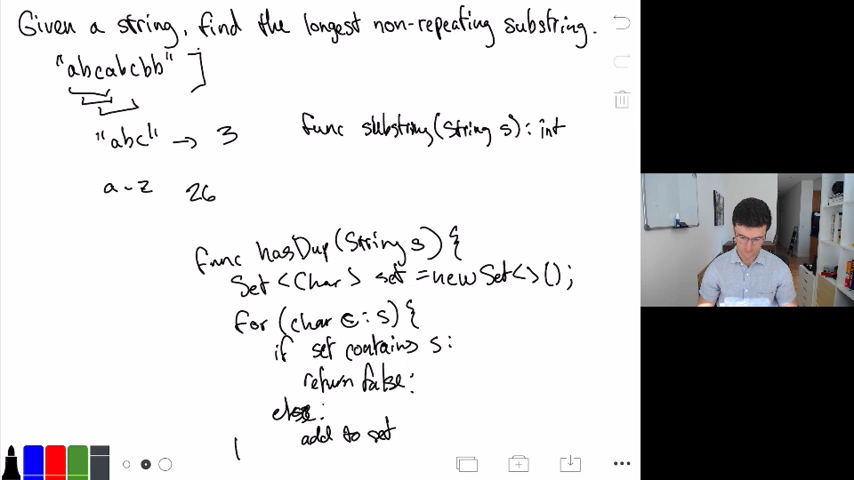 Given a string, find the longest non-repeating substring.
"abcabcbb"
"abc" → 3
func substring(String s): int
a-z 26
func hasDup(String s) {
Set <Char> set = new Set<>();
for (char c: s) {
if set contains s:
return false;
else:
add to set